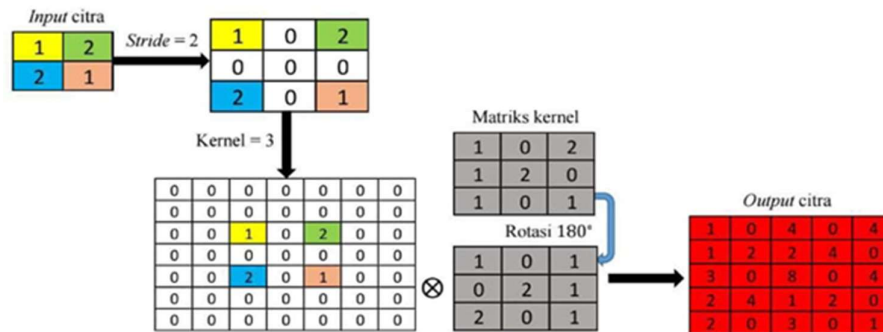 Input citra
1 2
2 1
Stride = 2
1 0 2
0 0 0
2 0 1
Kernel = 3
0 0 0 0 0 0 0
0 0 0 0 0 0 0
0 0 1 0 2 0 0
0 0 0 0 0 0 0
0 0 2 0 1 0 0
0 0 0 0 0 0 0
0 0 0 0 0 0 0
⊗
Matriks kernel
1 0 2
1 2 0
1 0 1
Rotasi 180°
1 0 1
0 2 1
2 0 1
Output citra
1 0 4 0 4
1 2 2 4 0
3 0 8 0 4
2 4 1 2 0
2 0 3 0 1